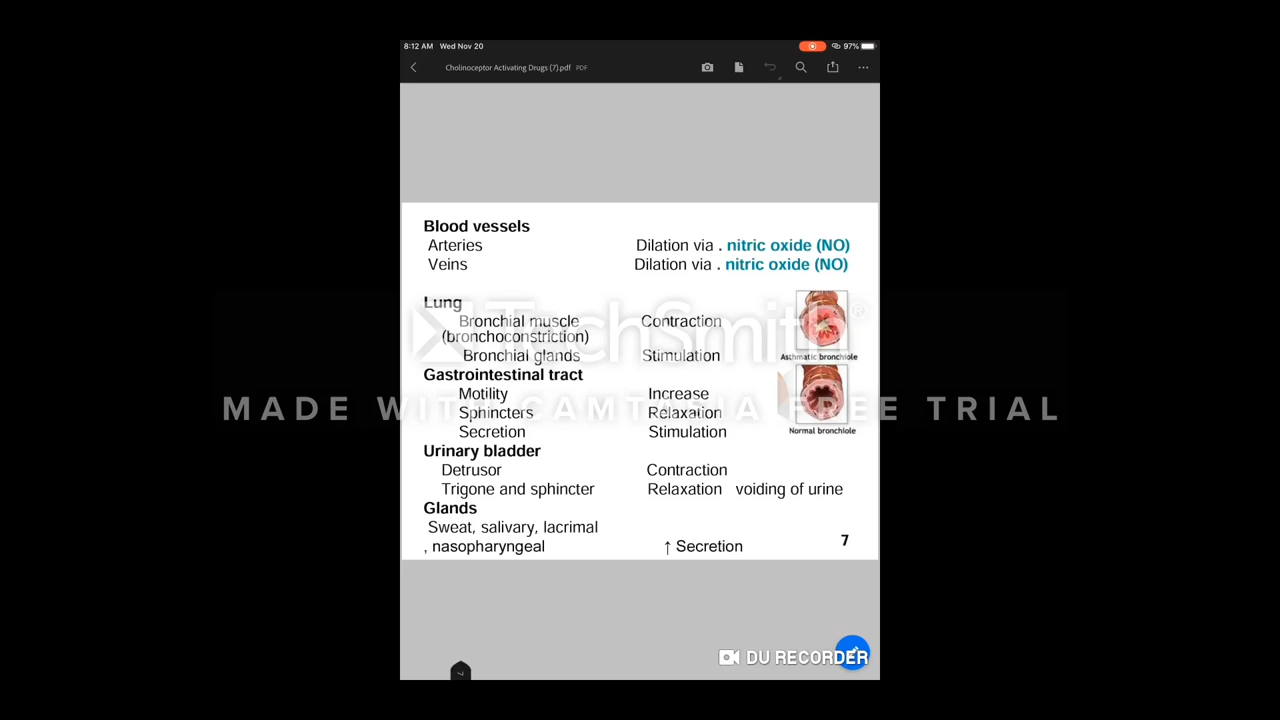 8:12 AM Wed Nov 20 97%
Cholinoceptor Activating Drugs (7).pdf PDF
Blood vessels
Arteries Dilation via . nitric oxide (NO)
Veins Dilation via . nitric oxide (NO)
Lung
Bronchial muscle Contraction
(bronchoconstriction)
Bronchial glands Stimulation
Asthmatic bronchiole
Gastrointestinal tract
Motility Increase
Sphincters Relaxation
Secretion Stimulation
Normal bronchiole
Urinary bladder
Detrusor Contraction
Trigone and sphincter Relaxation voiding of urine
Glands
Sweat, salivary, lacrimal
, nasopharyngeal ↑ Secretion
7
TechSmith®
MADE WITH CAMTASIA FREE TRIAL
DU RECORDER
7